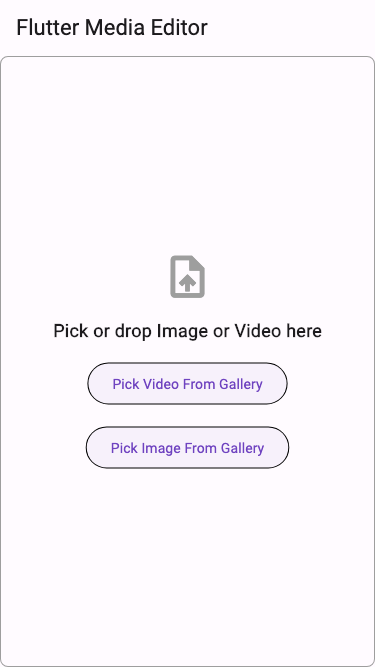 Flutter Media Editor
Pick or drop Image or Video here
Pick Video From Gallery
Pick Image From Gallery